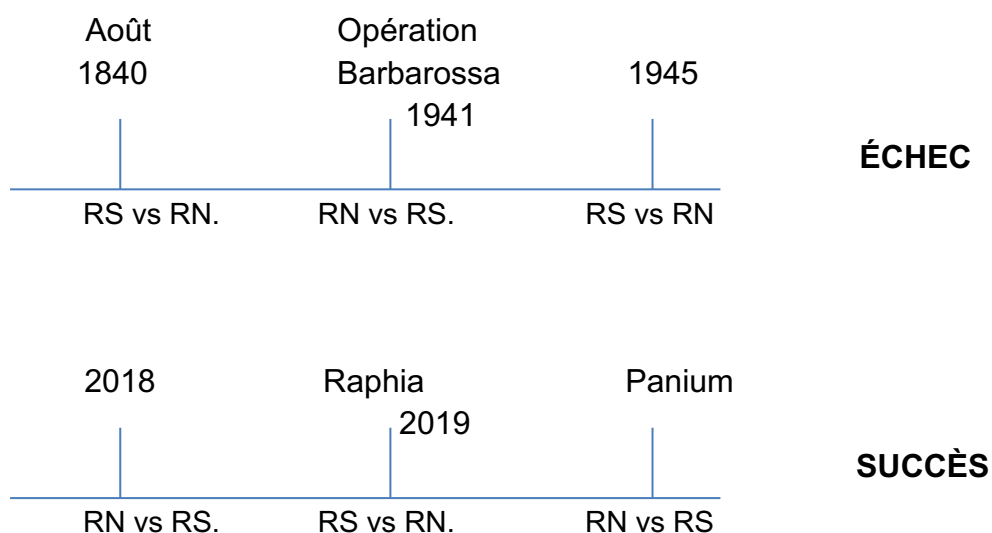 Août
1840
Opération
Barbarossa
1941
1945
ÉCHEC
RS vs RN.
RN vs RS.
RS vs RN
2018
Raphia
2019
Panium
SUCCÈS
RN vs RS.
RS vs RN.
RN vs RS